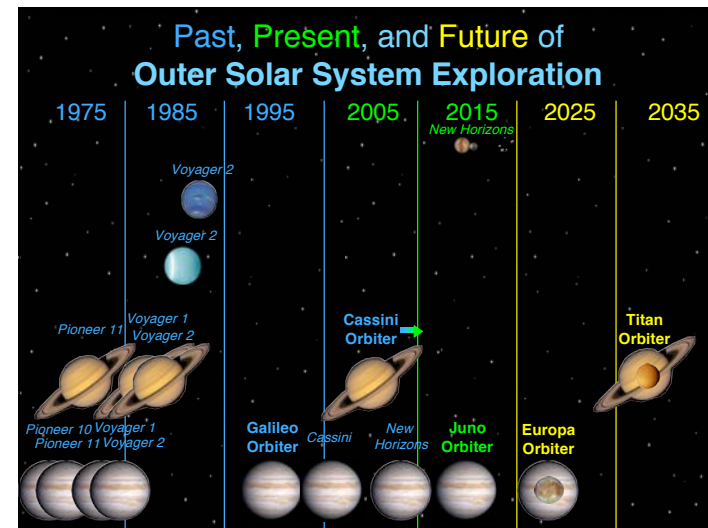 Past, Present, and Future of
Outer Solar System Exploration
1975 1985 1995 2005 2015 2025 2035
New Horizons
Voyager 2
Voyager 2
Pioneer 11
Voyager 1
Voyager 2
Cassini
Orbiter
Titan
Orbiter
Pioneer 10 Voyager 1
Pioneer 11 Voyager 2
Galileo
Orbiter
Cassini
New
Horizons
Juno
Orbiter
Europa
Orbiter